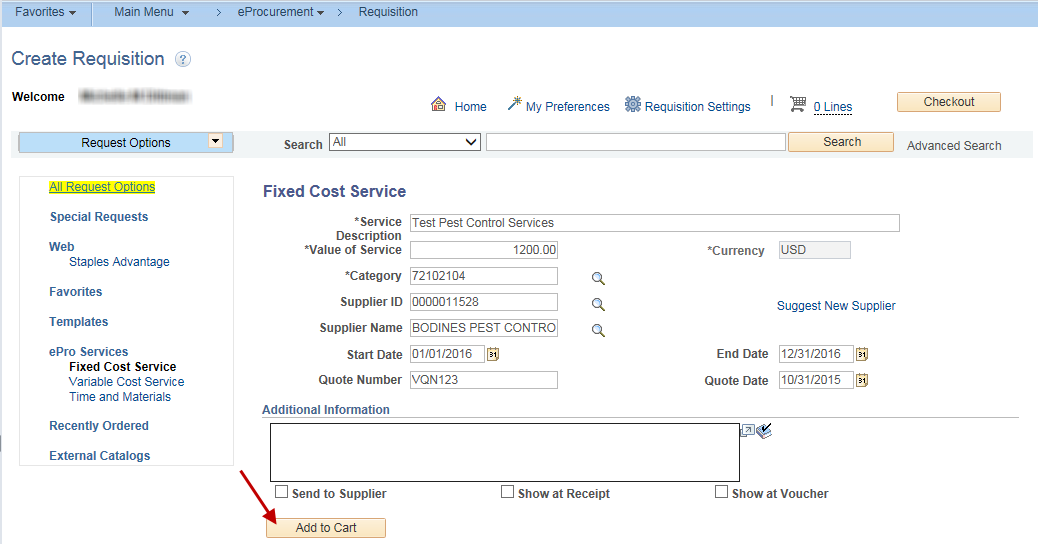 Favorites Main Menu > eProcurement > Requisition
Create Requisition ?
Welcome
Home My Preferences Requisition Settings | 0 Lines Checkout
Request Options Search All Search Advanced Search
All Request Options
Special Requests
Web
Staples Advantage
Favorites
Templates
ePro Services
Fixed Cost Service
Variable Cost Service
Time and Materials
Recently Ordered
External Catalogs
Fixed Cost Service
*Service Description Test Pest Control Services
*Value of Service 1200.00 *Currency USD
*Category 72102104
Supplier ID 0000011528 Suggest New Supplier
Supplier Name BODINES PEST CONTRO
Start Date 01/01/2016 31 End Date 12/31/2016 31
Quote Number VQN123 Quote Date 10/31/2015 31
Additional Information
Send to Supplier Show at Receipt Show at Voucher
Add to Cart